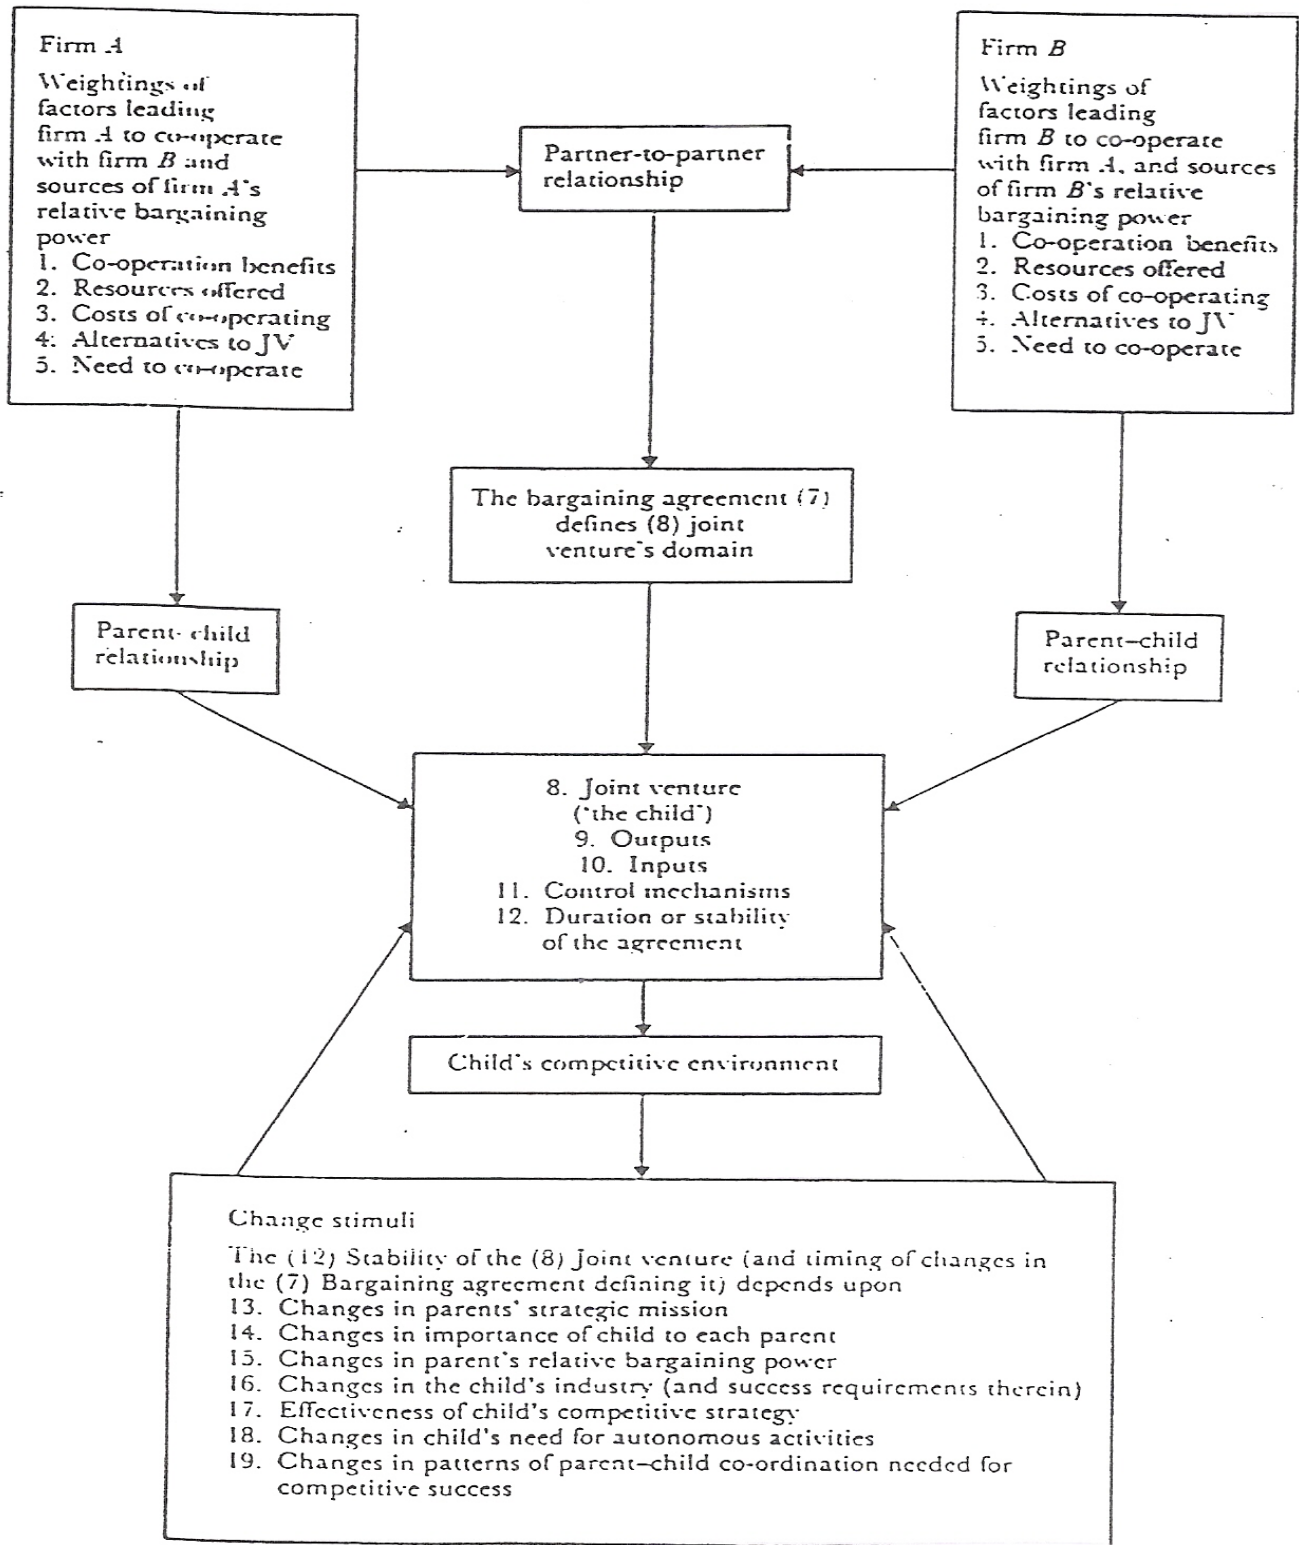 Firm A
Weightings of
factors leading
firm A to co-operate
with firm B and
sources of firm A's
relative bargaining
power
1. Co-operation benefits
2. Resources offered
3. Costs of co-operating
4. Alternatives to JV
5. Need to co-operate
Partner-to-partner
relationship
Firm B
Weightings of
factors leading
firm B to co-operate
with firm A, and sources
of firm B's relative
bargaining power
1. Co-operation benefits
2. Resources offered
3. Costs of co-operating
4. Alternatives to JV
5. Need to co-operate
The bargaining agreement (7)
defines (8) joint
venture's domain
Parent-child
relationship
Parent–child
relationship
8. Joint venture
('the child')
9. Outputs
10. Inputs
11. Control mechanisms
12. Duration or stability
of the agreement
Child's competitive environment
Change stimuli
The (12) Stability of the (8) Joint venture (and timing of changes in
the (7) Bargaining agreement defining it) depends upon
13. Changes in parents' strategic mission
14. Changes in importance of child to each parent
15. Changes in parent's relative bargaining power
16. Changes in the child's industry (and success requirements therein)
17. Effectiveness of child's competitive strategy
18. Changes in child's need for autonomous activities
19. Changes in patterns of parent–child co-ordination needed for
competitive success